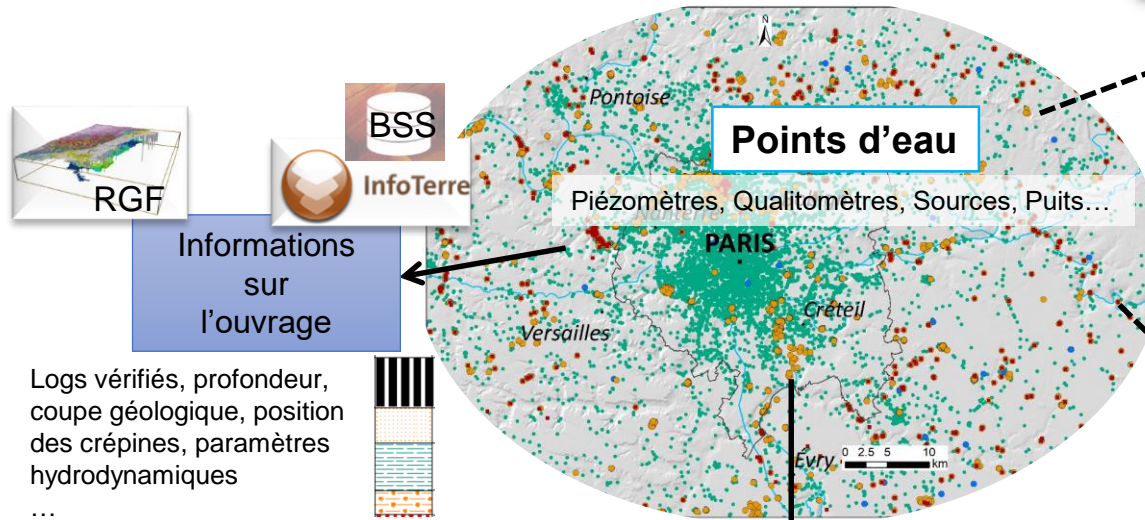 N
Pontoise
BSS
Points d'eau
RGF
InfoTerre
Piézomètres, Qualitomètres, Sources, Puits…
Nanterre
PARIS
Informations
sur
l'ouvrage
Créteil
Versailles
Logs vérifiés, profondeur,
coupe géologique, position
des crépines, paramètres
hydrodynamiques
…
Évry
0 2.5 5 10
km